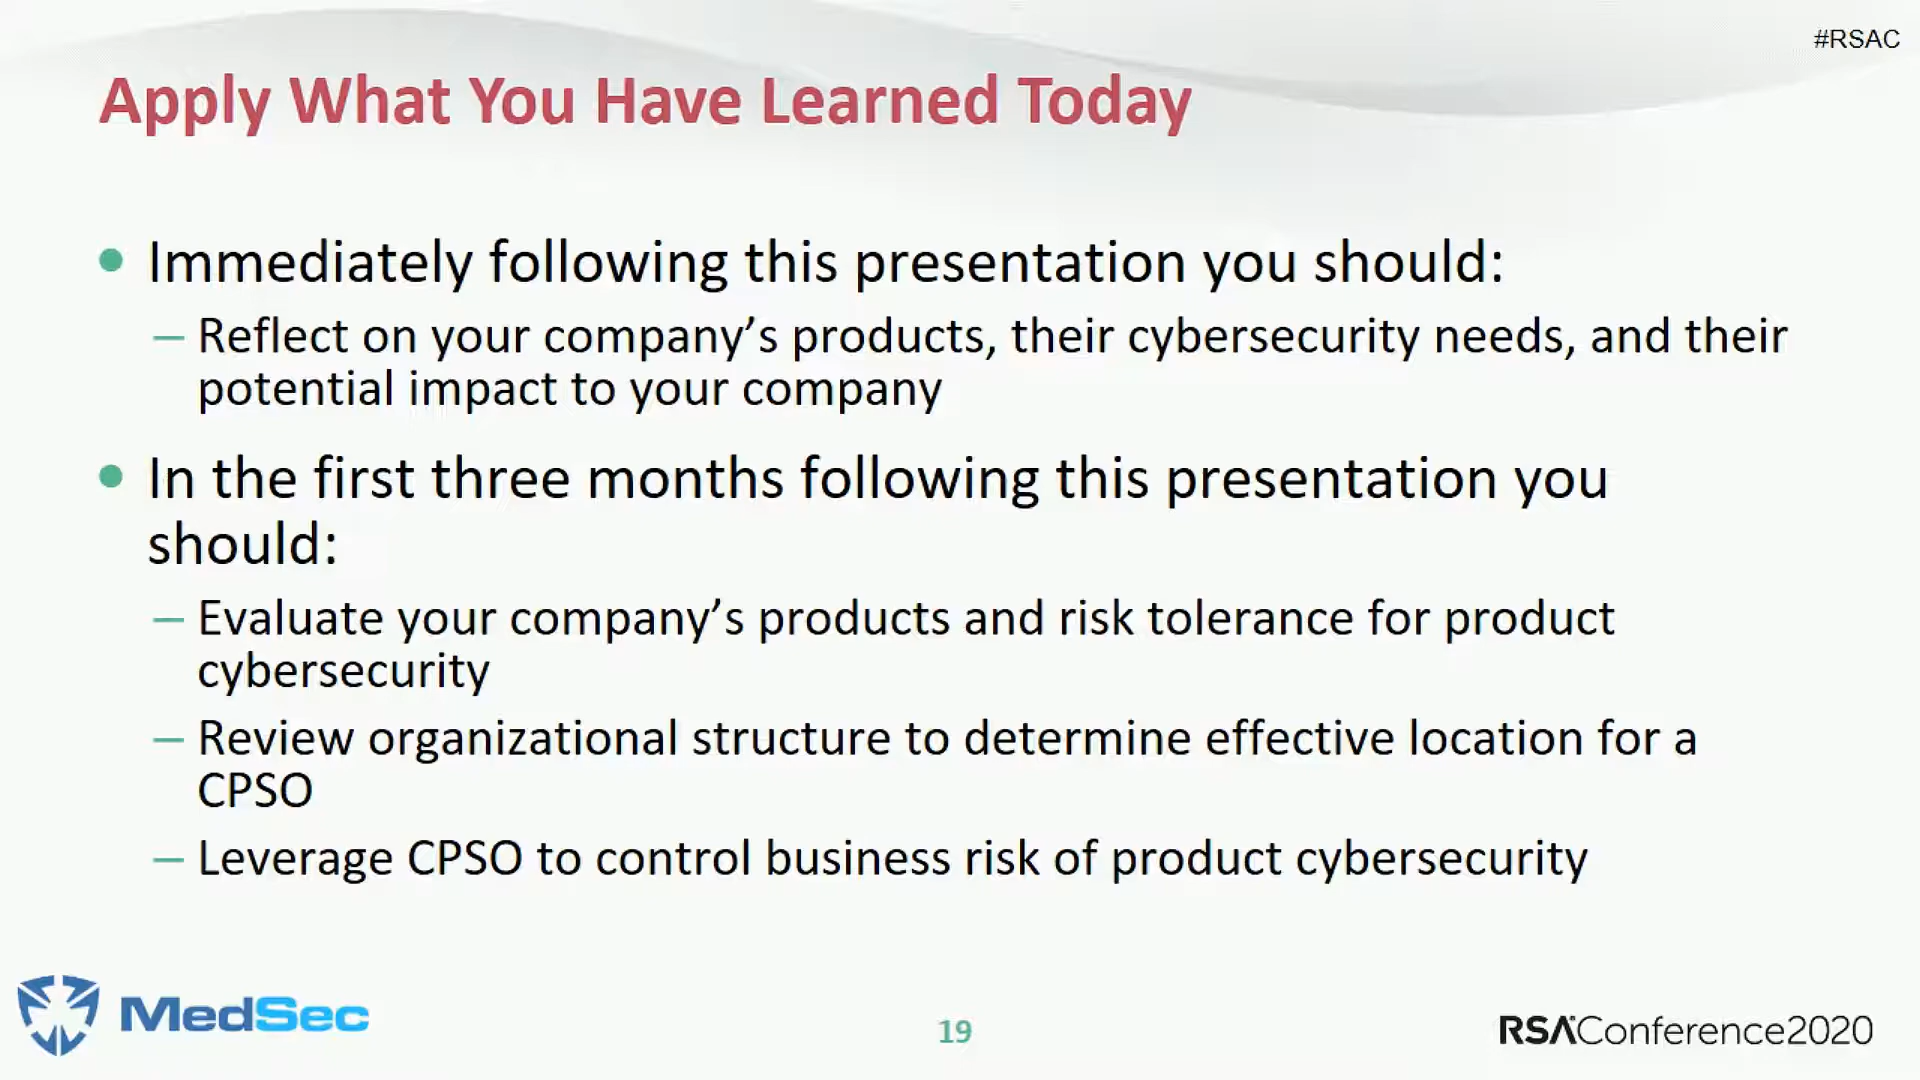 #RSAC
Apply What You Have Learned Today
Immediately following this presentation you should:
– Reflect on your company’s products, their cybersecurity needs, and their
potential impact to your company
In the first three months following this presentation you
should:
– Evaluate your company’s products and risk tolerance for product
cybersecurity
– Review organizational structure to determine effective location for a
CPSO
– Leverage CPSO to control business risk of product cybersecurity
MedSec
19
RSAConference2020